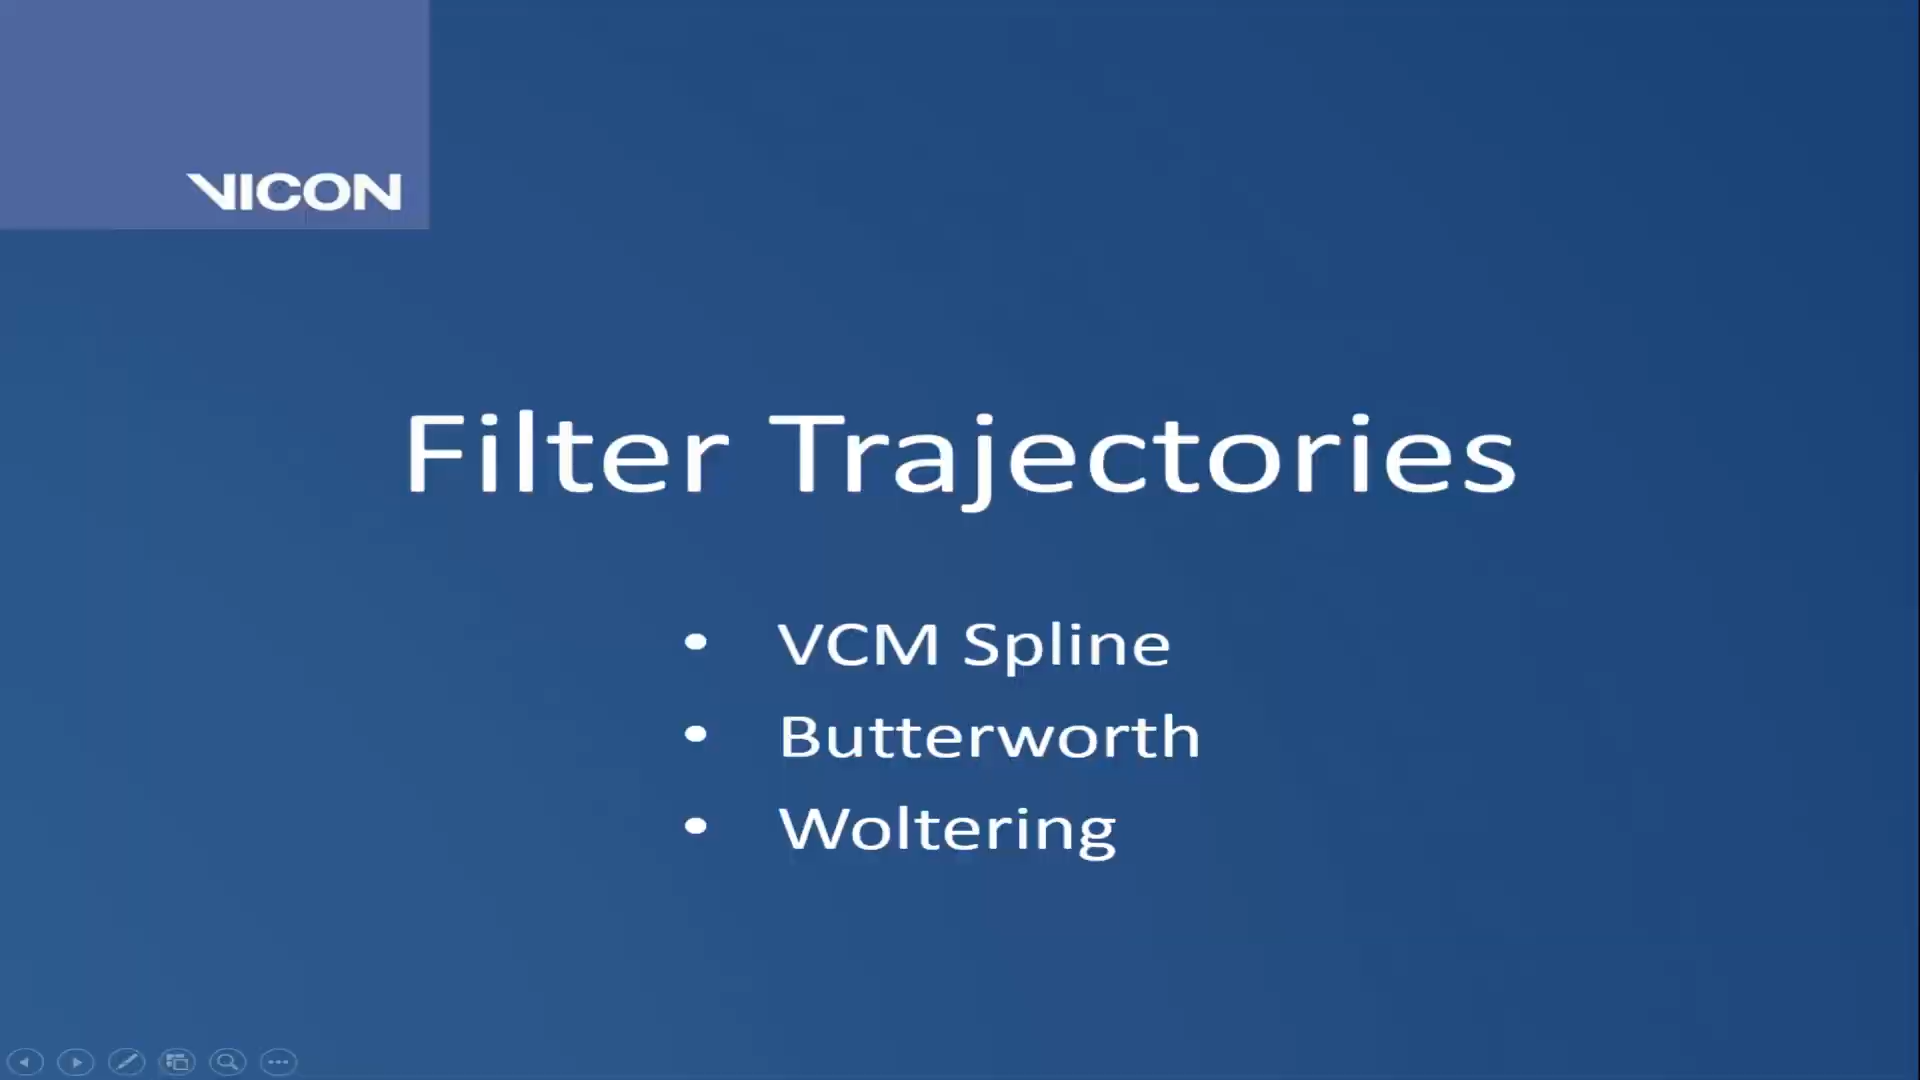 VICON
Filter Trajectories
• VCM Spline
• Butterworth
• Woltering